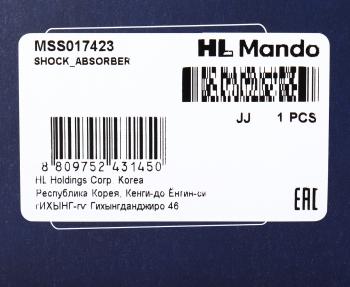 MSS017423
HL Mando
SHOCK_ABSORBER
JJ 1 PCS
8 809752 431450
HL Holdings Corp. Korea
Республика Корея, Кенги-до Ёнгин-си
гИХЫНГ-гу Гихынгданджиро 46
EAC